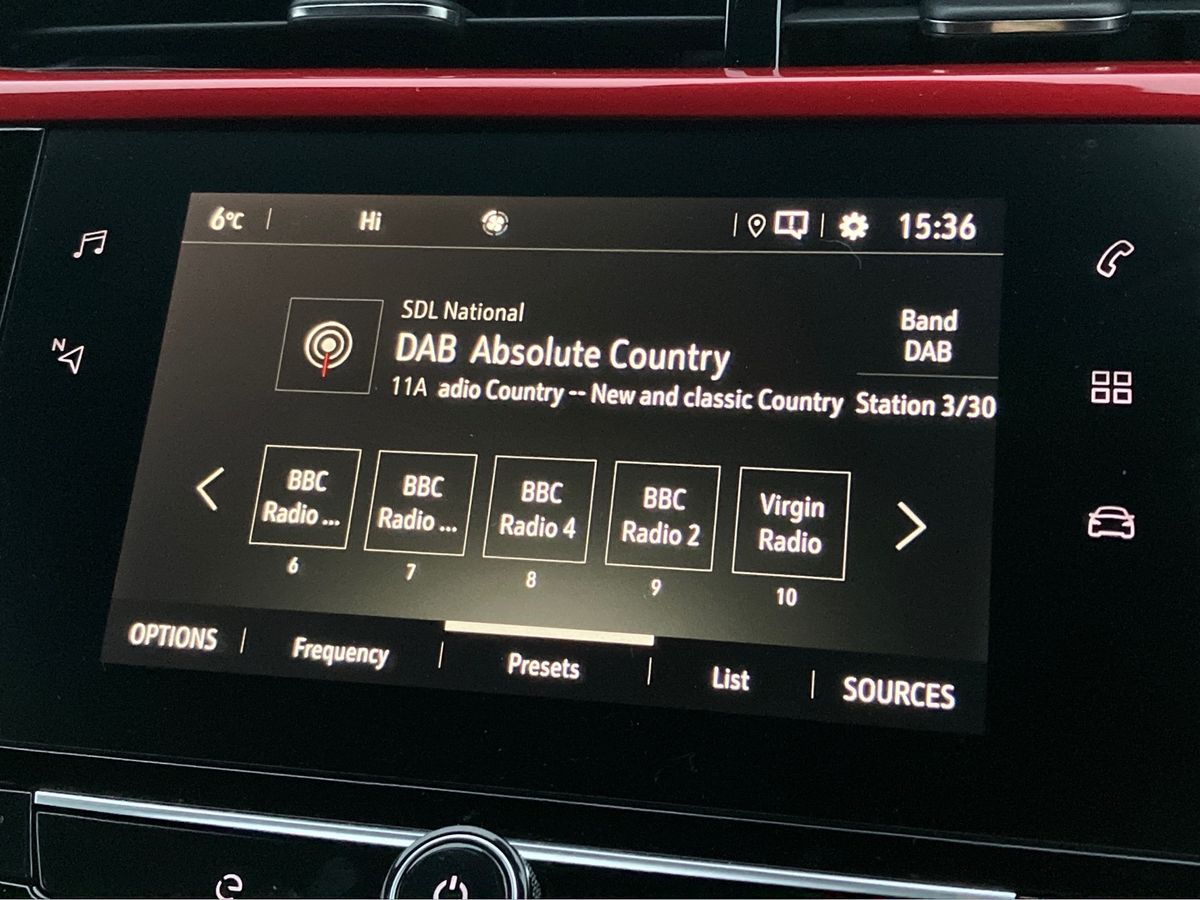 6°C Hi 15:36
SDL National
DAB Absolute Country
11A adio Country -- New and classic Country
Band
DAB
Station 3/30
N
BBC
Radio ...
6
BBC
Radio ...
7
BBC
Radio 4
8
BBC
Radio 2
9
Virgin
Radio
10
OPTIONS Frequency Presets List SOURCES